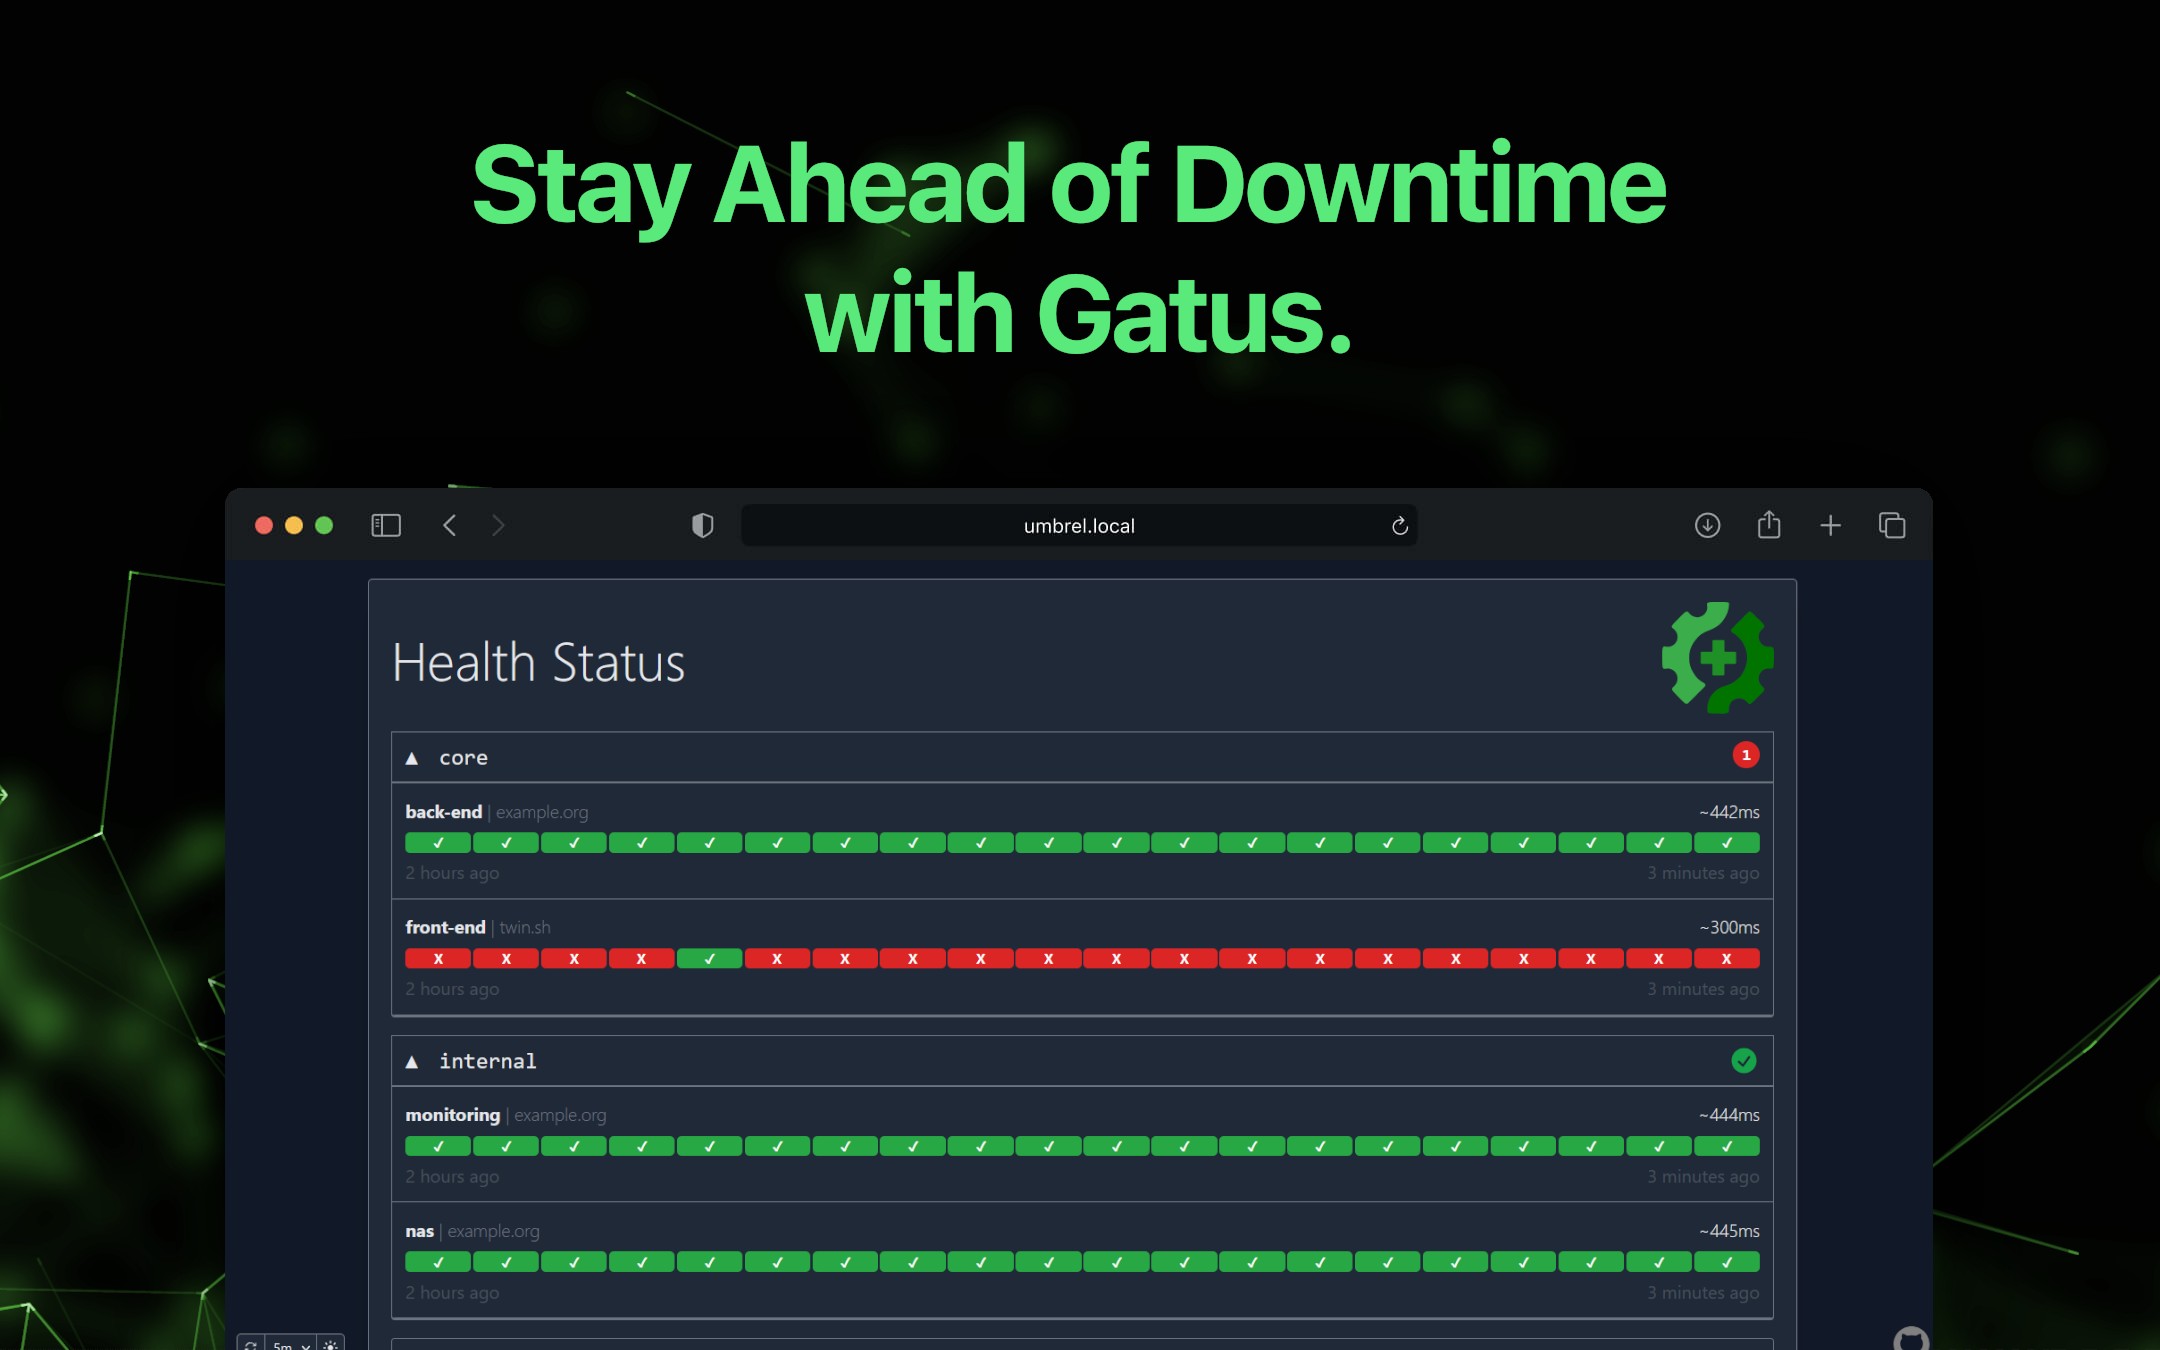 Stay Ahead of Downtime
with Gatus.
umbrel.local
Health Status
▲ core 1
back-end | example.org ~442ms
✓ ✓ ✓ ✓ ✓ ✓ ✓ ✓ ✓ ✓ ✓ ✓ ✓ ✓ ✓ ✓ ✓ ✓ ✓ ✓
2 hours ago 3 minutes ago
front-end | twin.sh ~300ms
X X X X ✓ X X X X X X X X X X X X X X X
2 hours ago 3 minutes ago
▲ internal ✓
monitoring | example.org ~444ms
✓ ✓ ✓ ✓ ✓ ✓ ✓ ✓ ✓ ✓ ✓ ✓ ✓ ✓ ✓ ✓ ✓ ✓ ✓ ✓
2 hours ago 3 minutes ago
nas | example.org ~445ms
✓ ✓ ✓ ✓ ✓ ✓ ✓ ✓ ✓ ✓ ✓ ✓ ✓ ✓ ✓ ✓ ✓ ✓ ✓ ✓
2 hours ago 3 minutes ago
5m